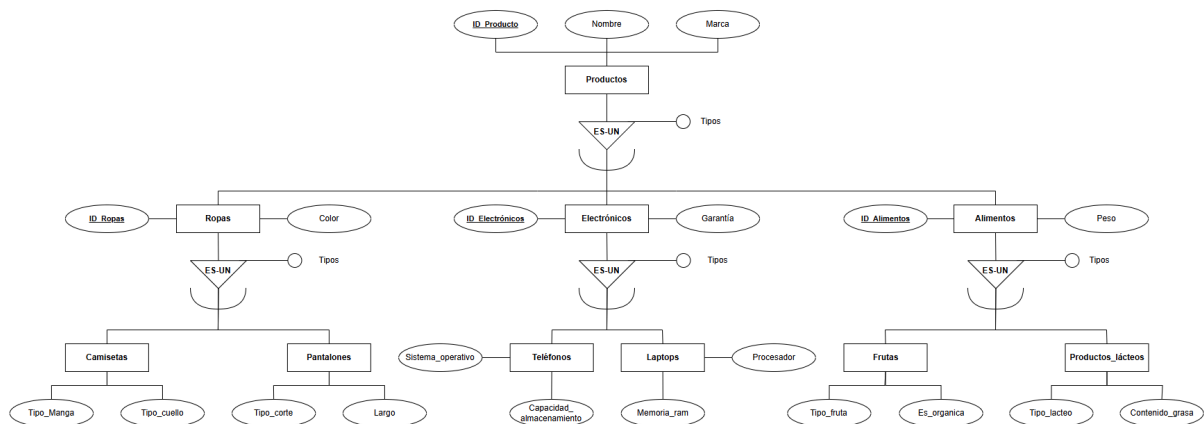 ID_Producto
Nombre
Marca
Productos
ES-UN
Tipos
ID_Ropas
Ropas
Color
ID_Electrónicos
Electrónicos
Garantía
ID_Alimentos
Alimentos
Peso
ES-UN
Tipos
ES-UN
Tipos
ES-UN
Tipos
Camisetas
Pantalones
Sistema_operativo
Teléfonos
Laptops
Procesador
Frutas
Productos_lácteos
Tipo_Manga
Tipo_cuello
Tipo_corte
Largo
Capacidad_
almacenamiento
Memoria_ram
Tipo_fruta
Es_organica
Tipo_lacteo
Contenido_grasa